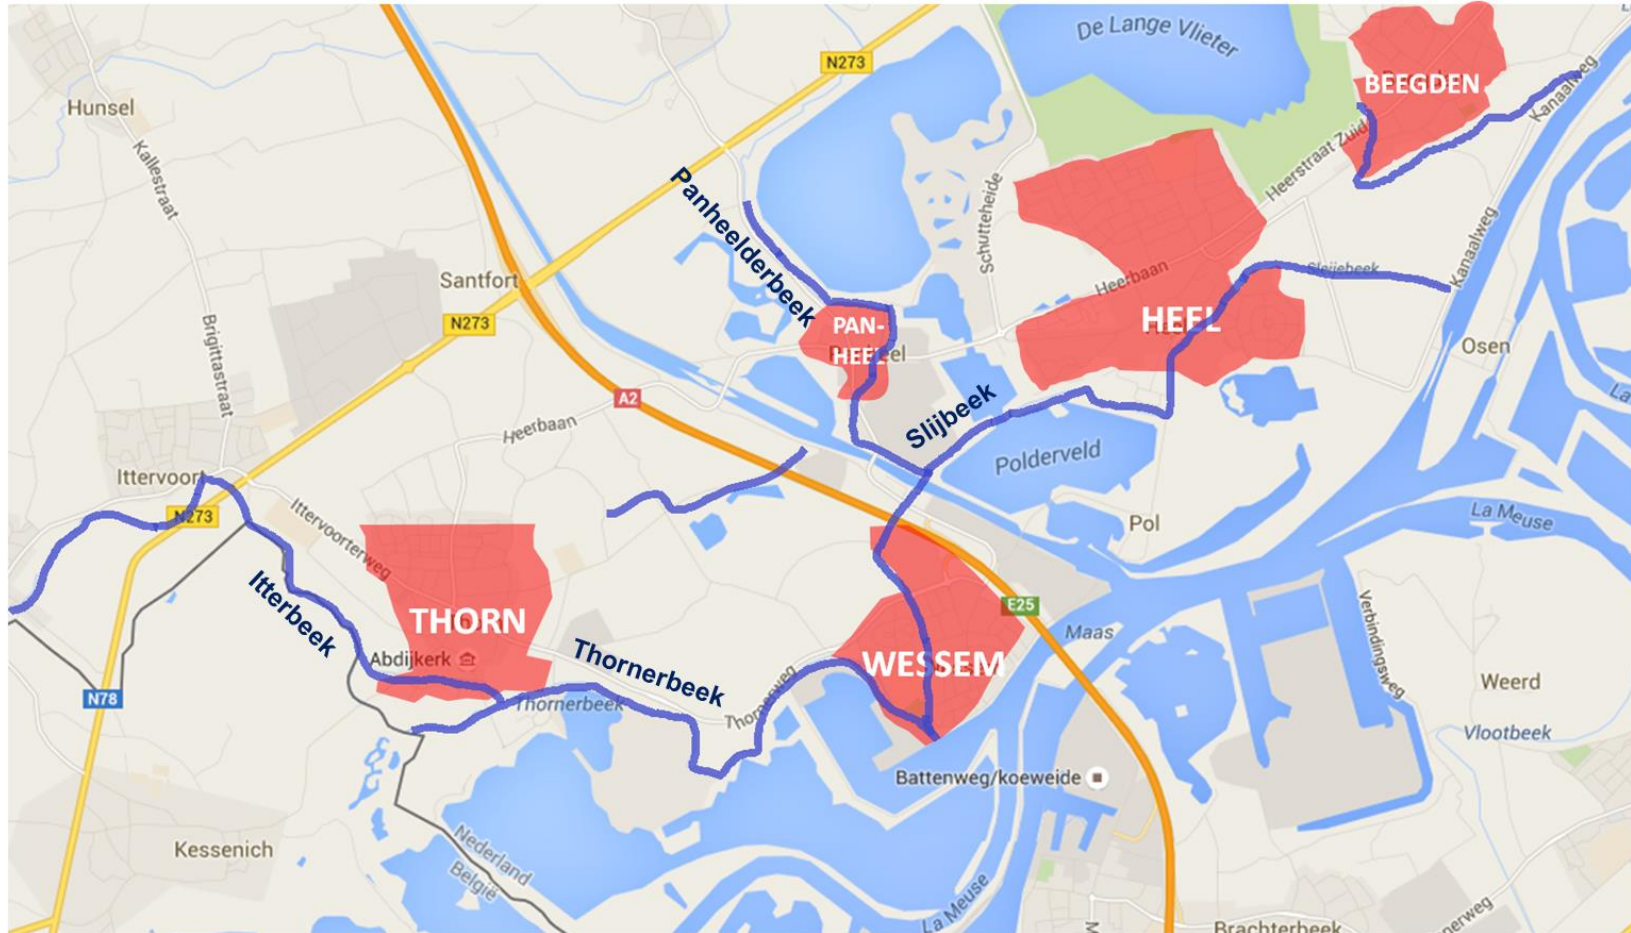 De Lange Vlieter
N273
BEEGDEN
Kanaalweg
Hunsel
Kallestraat
Heerstraat Zuid
Schutteheide
Panheelderbeek
Kanaalweg
Santfort
Heerbaan
Sleijebeek
N273
PAN-
HEEL
HEEL
Osen
Brigittastraat
A2
Heerbaan
Slijbeek
Polderveld
Ittervoort
N273
Ittervoorterweg
Pol
La Meuse
Itterbeek
THORN
E25
Maas
Verbindingsweg
Abdijkerk
Thornerbeek
WESSEM
Weerd
N78
Thornerbeek
Thornerweg
Vlootbeek
Battenweg/koeweide
Kessenich
Nederland
België
La Meuse
Brachterbeek